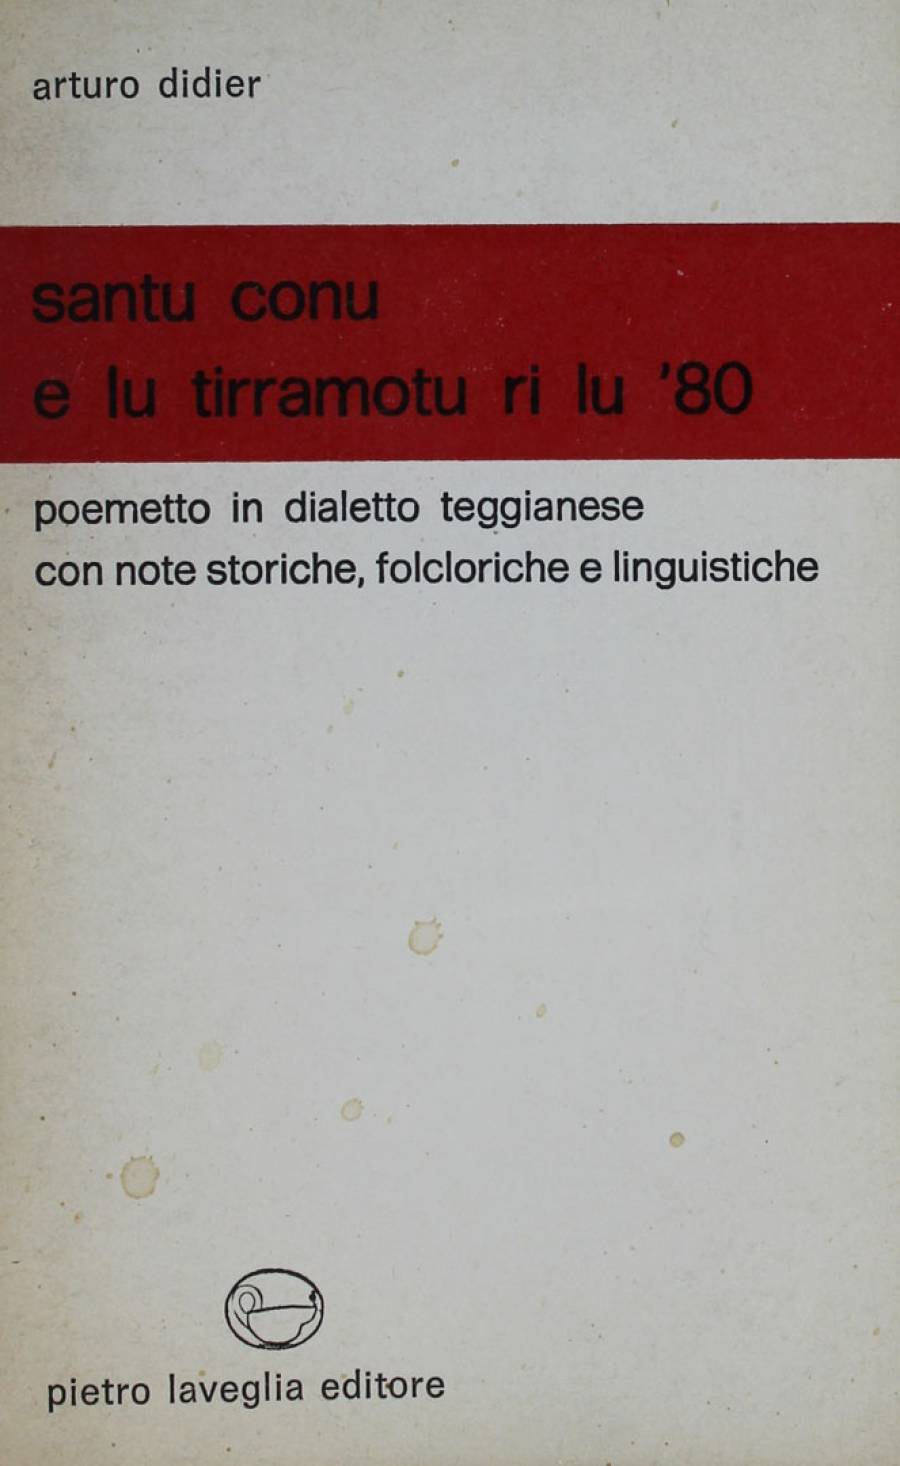 arturo didier
santu conu
e lu tirramotu ri lu '80
poemetto in dialetto teggianese
con note storiche, folcloriche e linguistiche
pietro laveglia editore